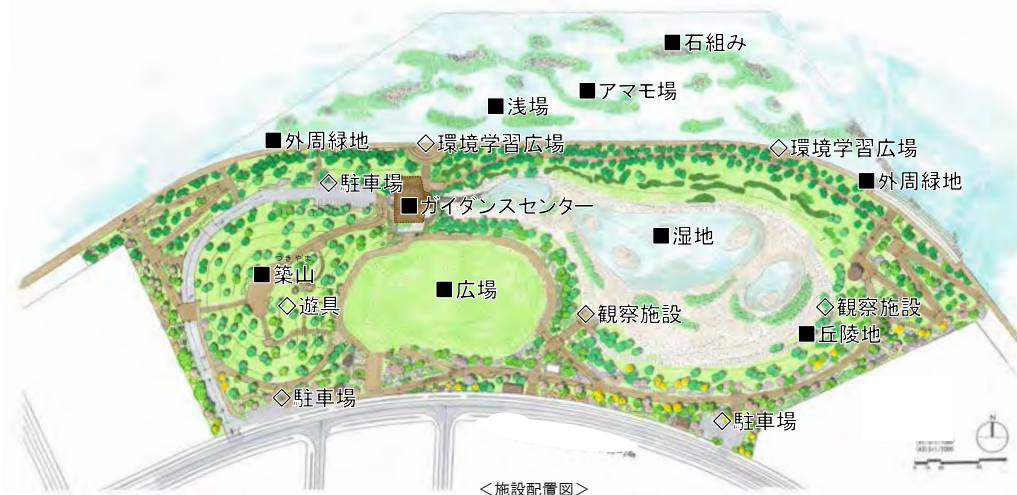 ■石組み
■アマモ場
■浅場
■外周緑地
◇環境学習広場
◇環境学習広場
◇駐車場
■外周緑地
■ガイダンスセンター
■湿地
つきやま
■築山
■広場
◇遊具
◇観察施設
◇観察施設
■丘陵地
◇駐車場
◇駐車場
N
<施設配置図>